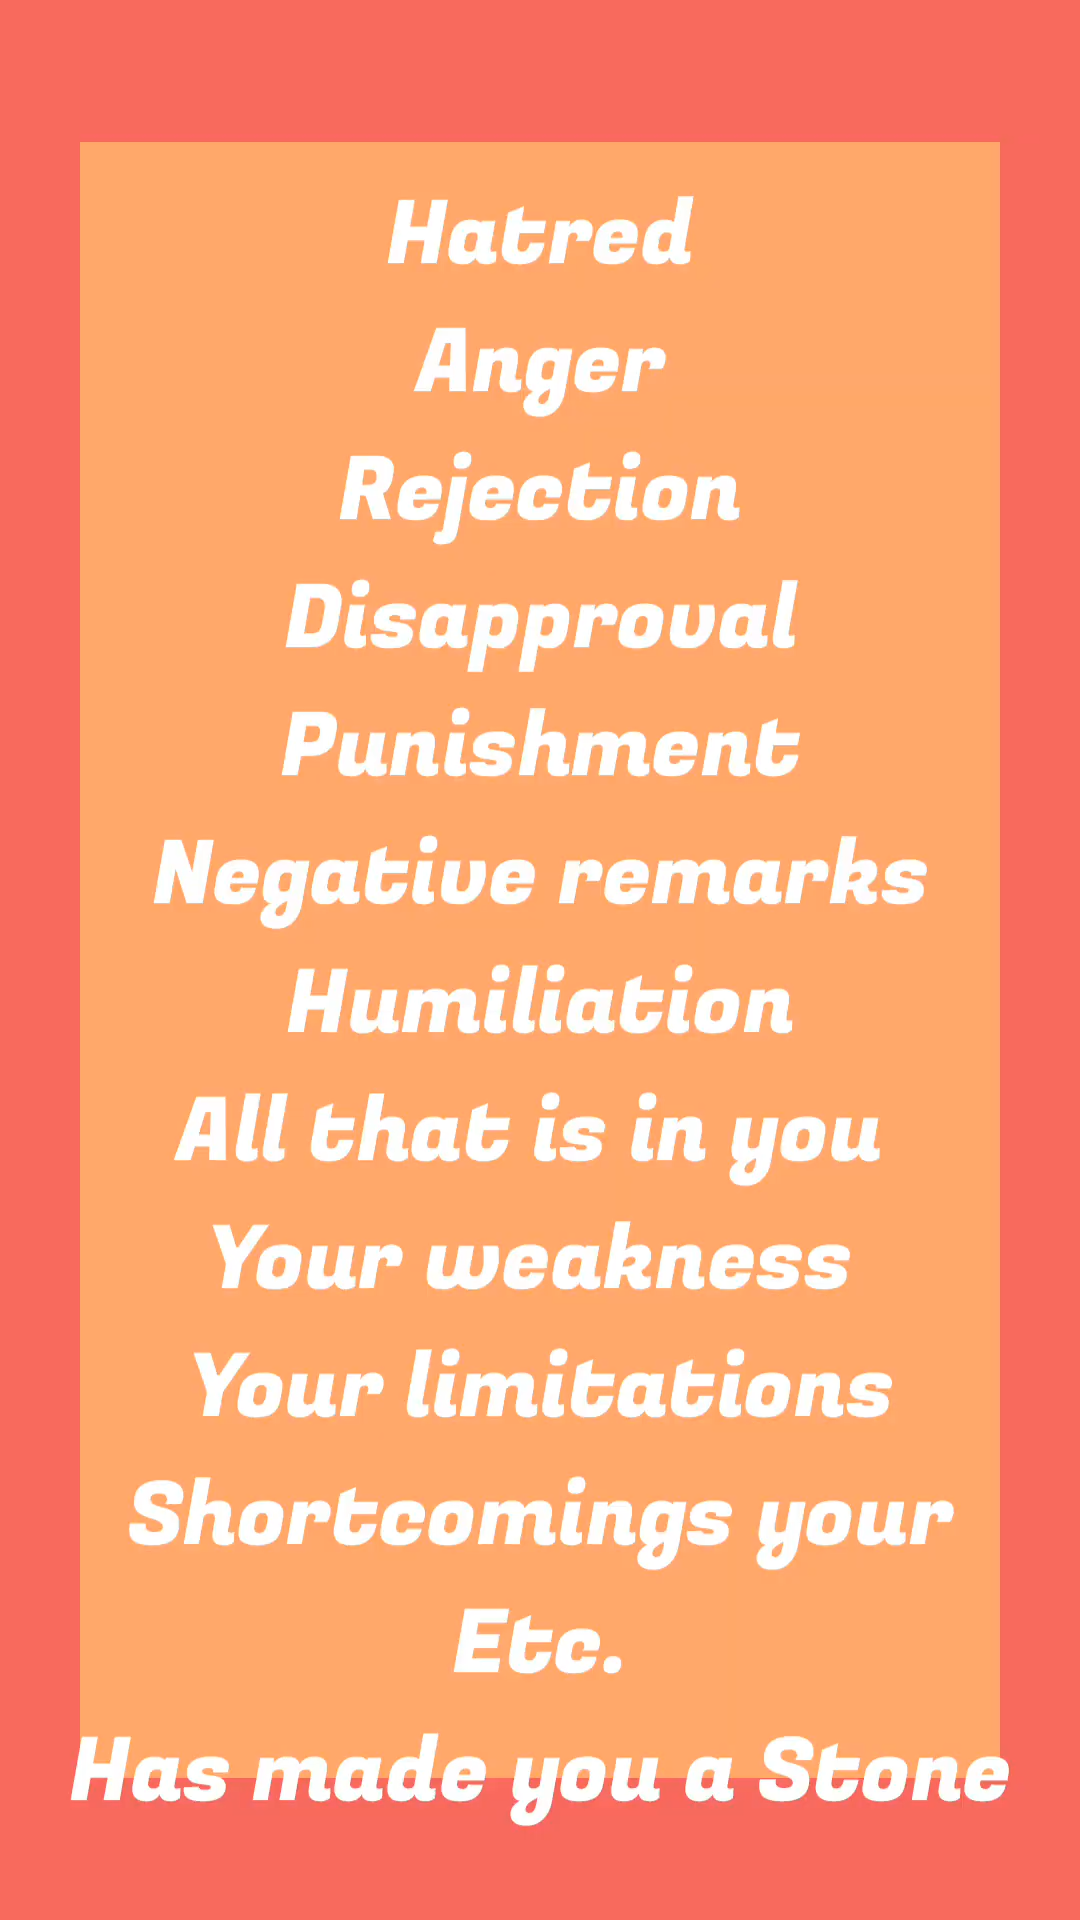 Hatred
Anger
Rejection
Disapproval
Punishment
Negative remarks
Humiliation
All that is in you
Your weakness
Your limitations
Shortcomings your
Etc.
Has made you a Stone